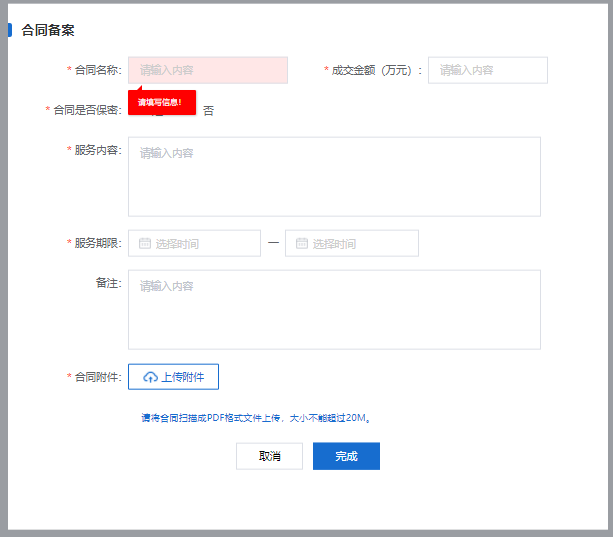 合同备案
* 合同名称： 请输入内容 * 成交金额（万元）： 请输入内容
请填写信息！
* 合同是否保密： 否
* 服务内容： 请输入内容
* 服务期限： 选择时间 — 选择时间
备注： 请输入内容
* 合同附件： 上传附件
请将合同扫描成PDF格式文件上传，大小不能超过20M。
取消 完成